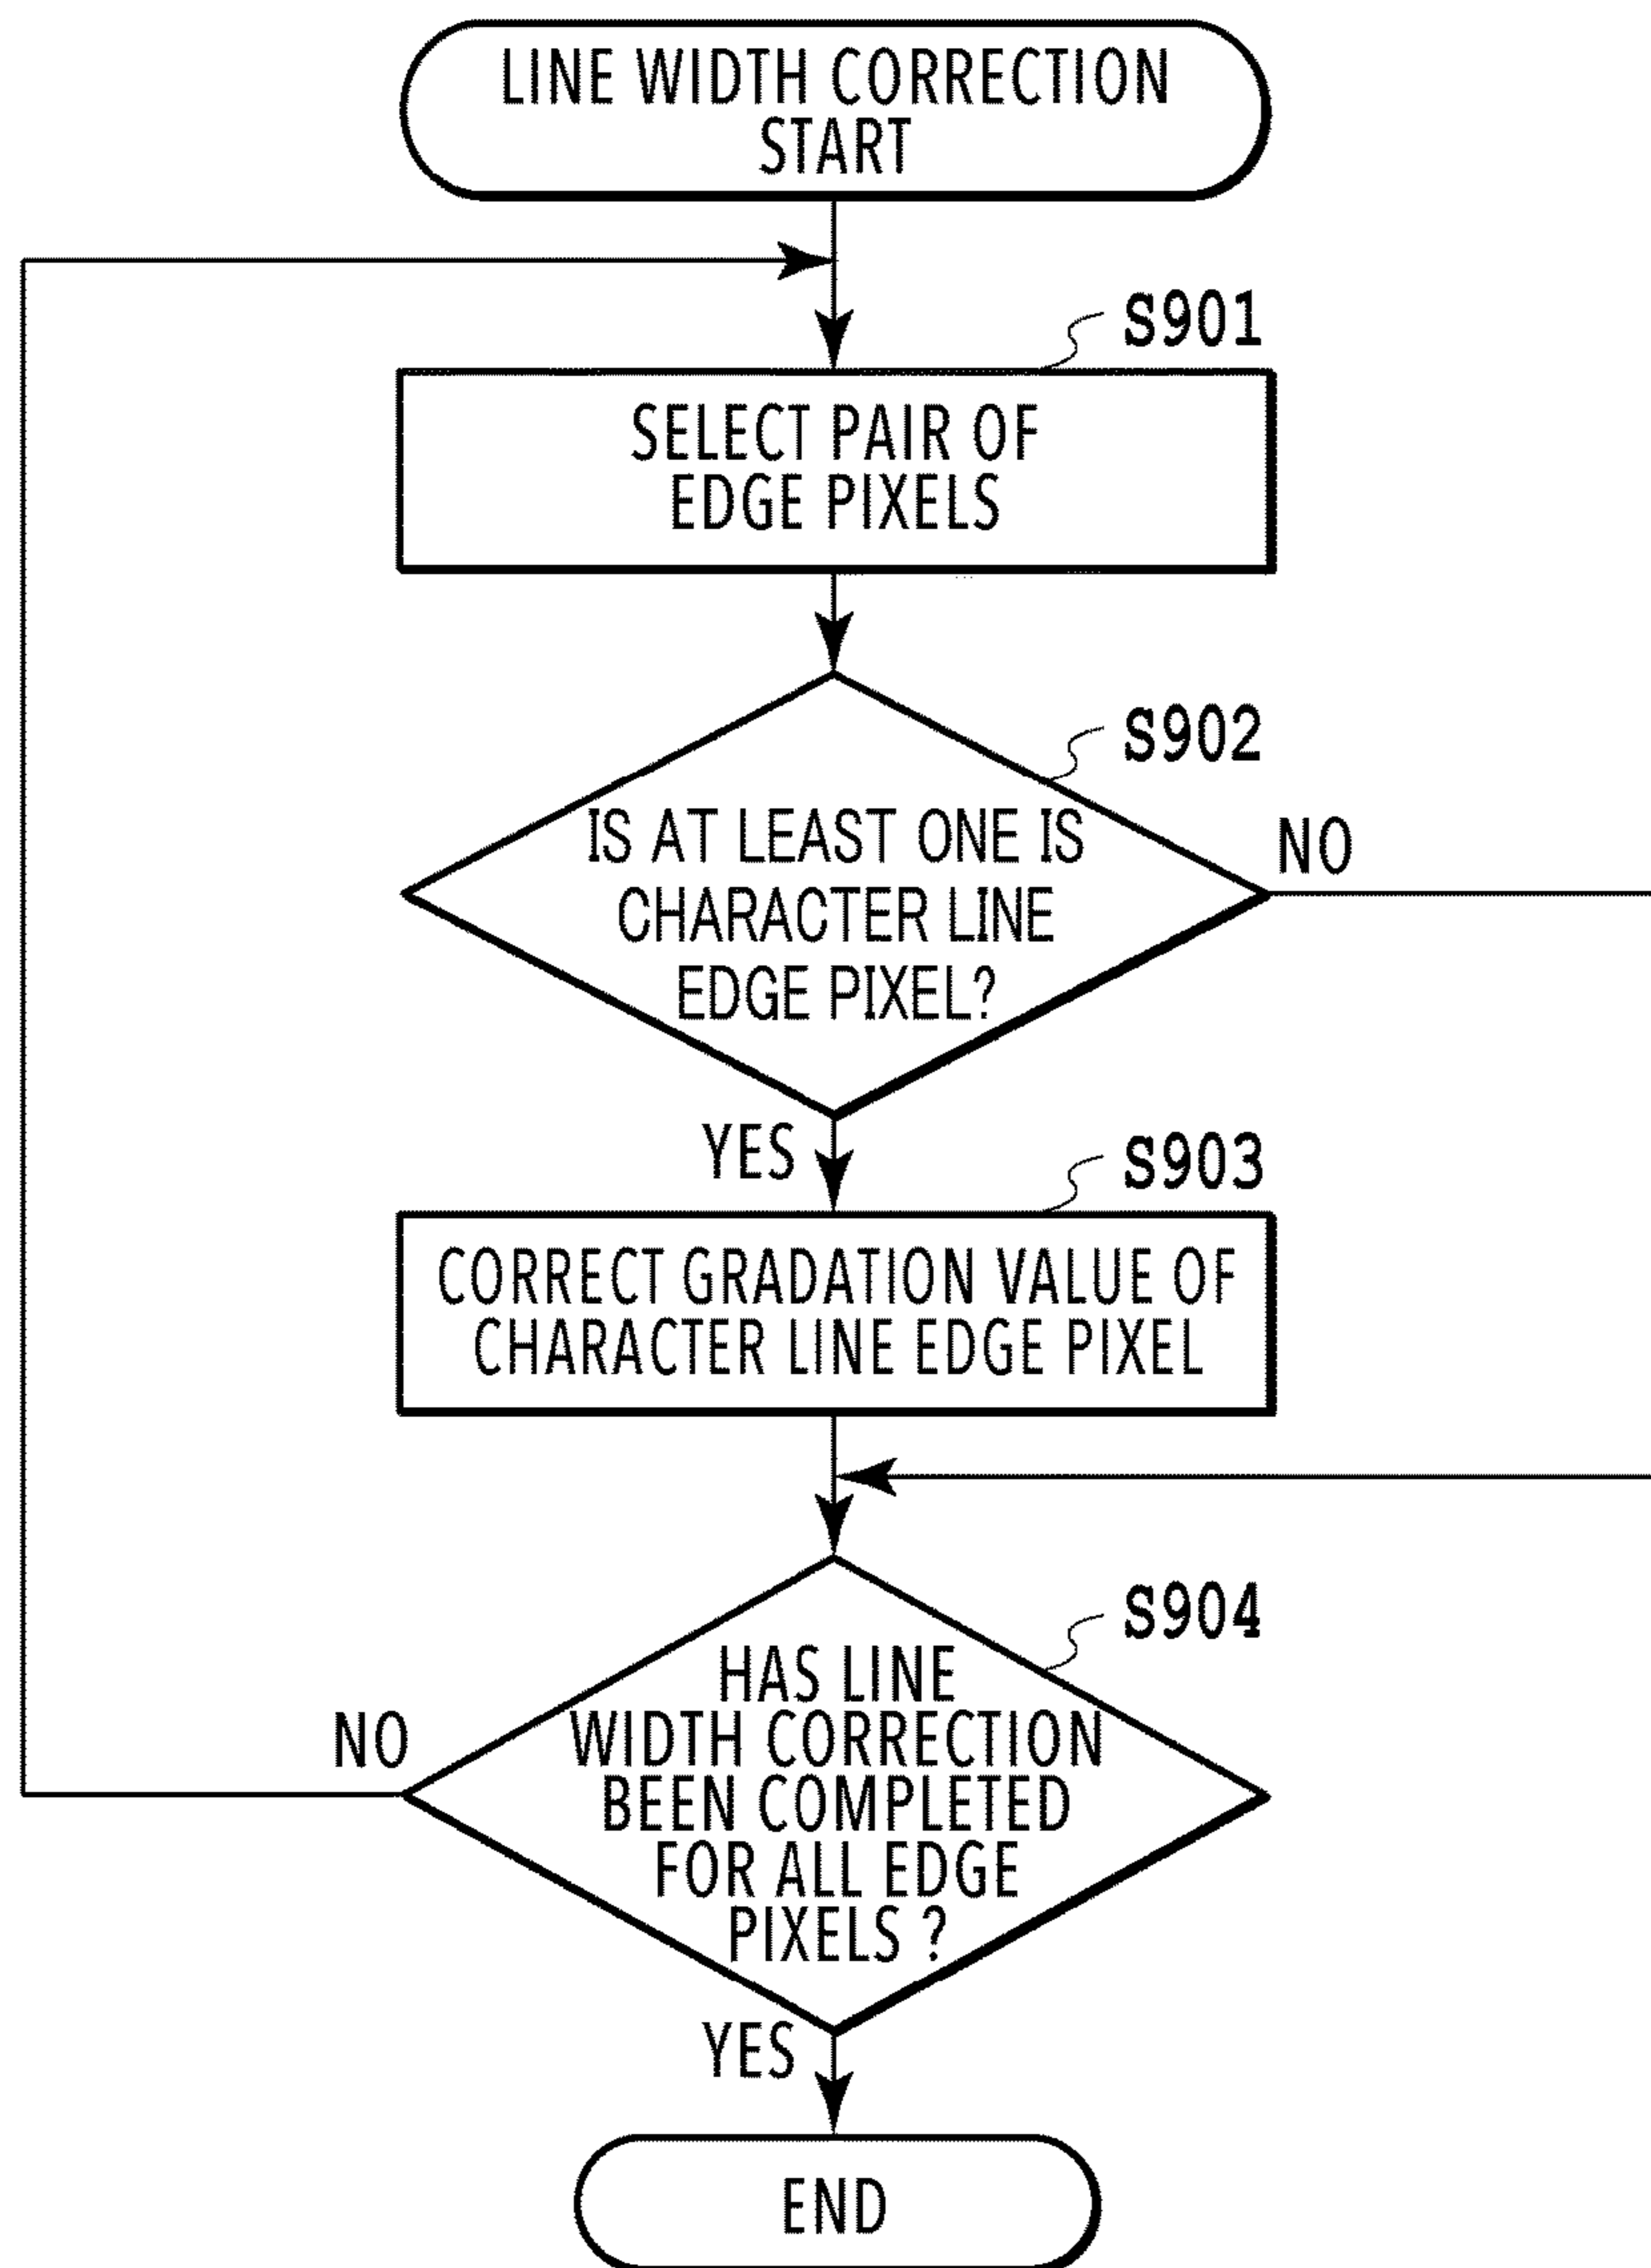 LINE WIDTH CORRECTION
START
S901
SELECT PAIR OF
EDGE PIXELS
S902
IS AT LEAST ONE IS
CHARACTER LINE
EDGE PIXEL?
NO
YES
S903
CORRECT GRADATION VALUE OF
CHARACTER LINE EDGE PIXEL
S904
HAS LINE
WIDTH CORRECTION
BEEN COMPLETED
FOR ALL EDGE
PIXELS ?
NO
YES
END